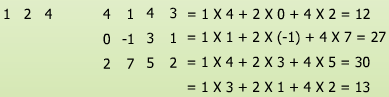 1 2 4 4 1 4 3 = 1 X 4 + 2 X 0 + 4 X 2 = 12
0 -1 3 1 = 1 X 1 + 2 X (-1) + 4 X 7 = 27
2 7 5 2 = 1 X 4 + 2 X 3 + 4 X 5 = 30
= 1 X 3 + 2 X 1 + 4 X 2 = 13